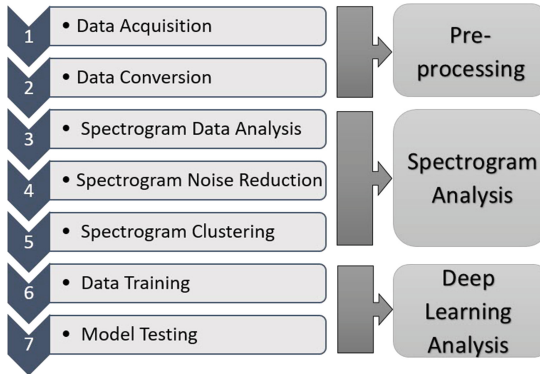 1 • Data Acquisition
2 • Data Conversion
3 • Spectrogram Data Analysis
4 • Spectrogram Noise Reduction
5 • Spectrogram Clustering
6 • Data Training
7 • Model Testing
Pre-
processing
Spectrogram
Analysis
Deep
Learning
Analysis